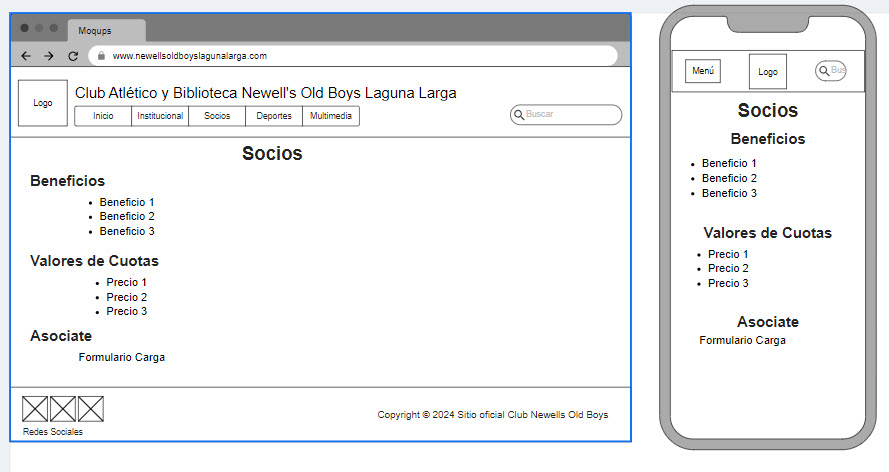 Moqups
www.newellsoldboyslagunalarga.com
Logo
Club Atlético y Biblioteca Newell's Old Boys Laguna Larga
Inicio Institucional Socios Deportes Multimedia
Buscar
Socios
Beneficios
• Beneficio 1
• Beneficio 2
• Beneficio 3
Valores de Cuotas
• Precio 1
• Precio 2
• Precio 3
Asociate
Formulario Carga
Redes Sociales
Copyright © 2024 Sitio oficial Club Newells Old Boys
Menú
Logo
Bus
Socios
Beneficios
• Beneficio 1
• Beneficio 2
• Beneficio 3
Valores de Cuotas
• Precio 1
• Precio 2
• Precio 3
Asociate
Formulario Carga